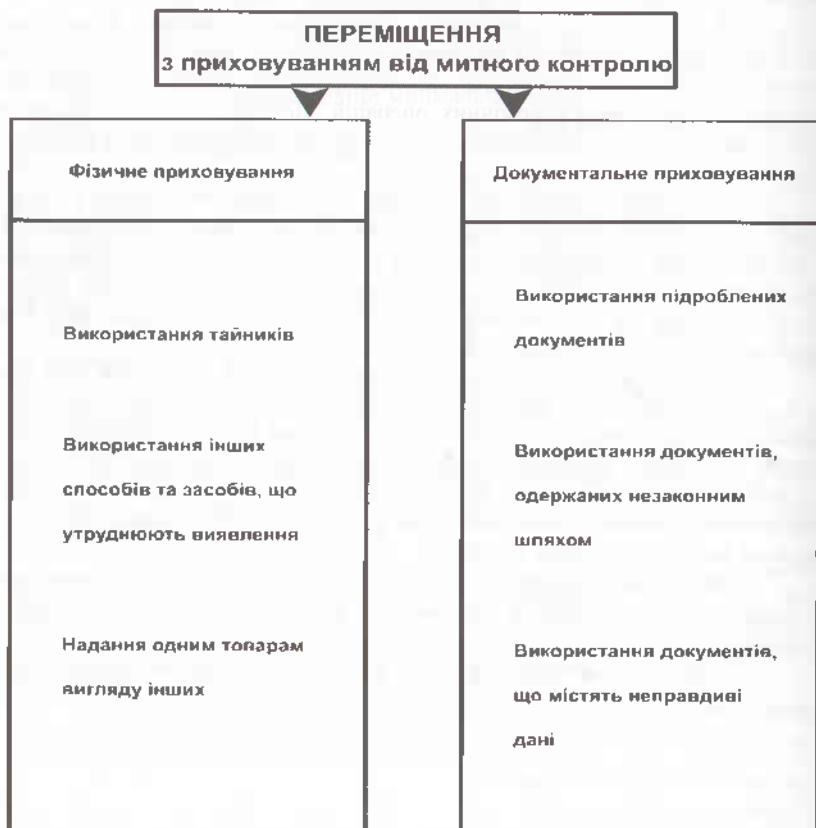 ПЕРЕМІЩЕННЯ
з приховуванням від митного контролю
Фізичне приховування
Використання тайників
Використання інших
способів та засобів, що
утруднюють виявлення
Надання одним товарам
вигляду інших
Документальне приховування
Використання підроблених
документів
Використання документів,
одержаних незаконним
шляхом
Використання документів,
що містять неправдиві
дані